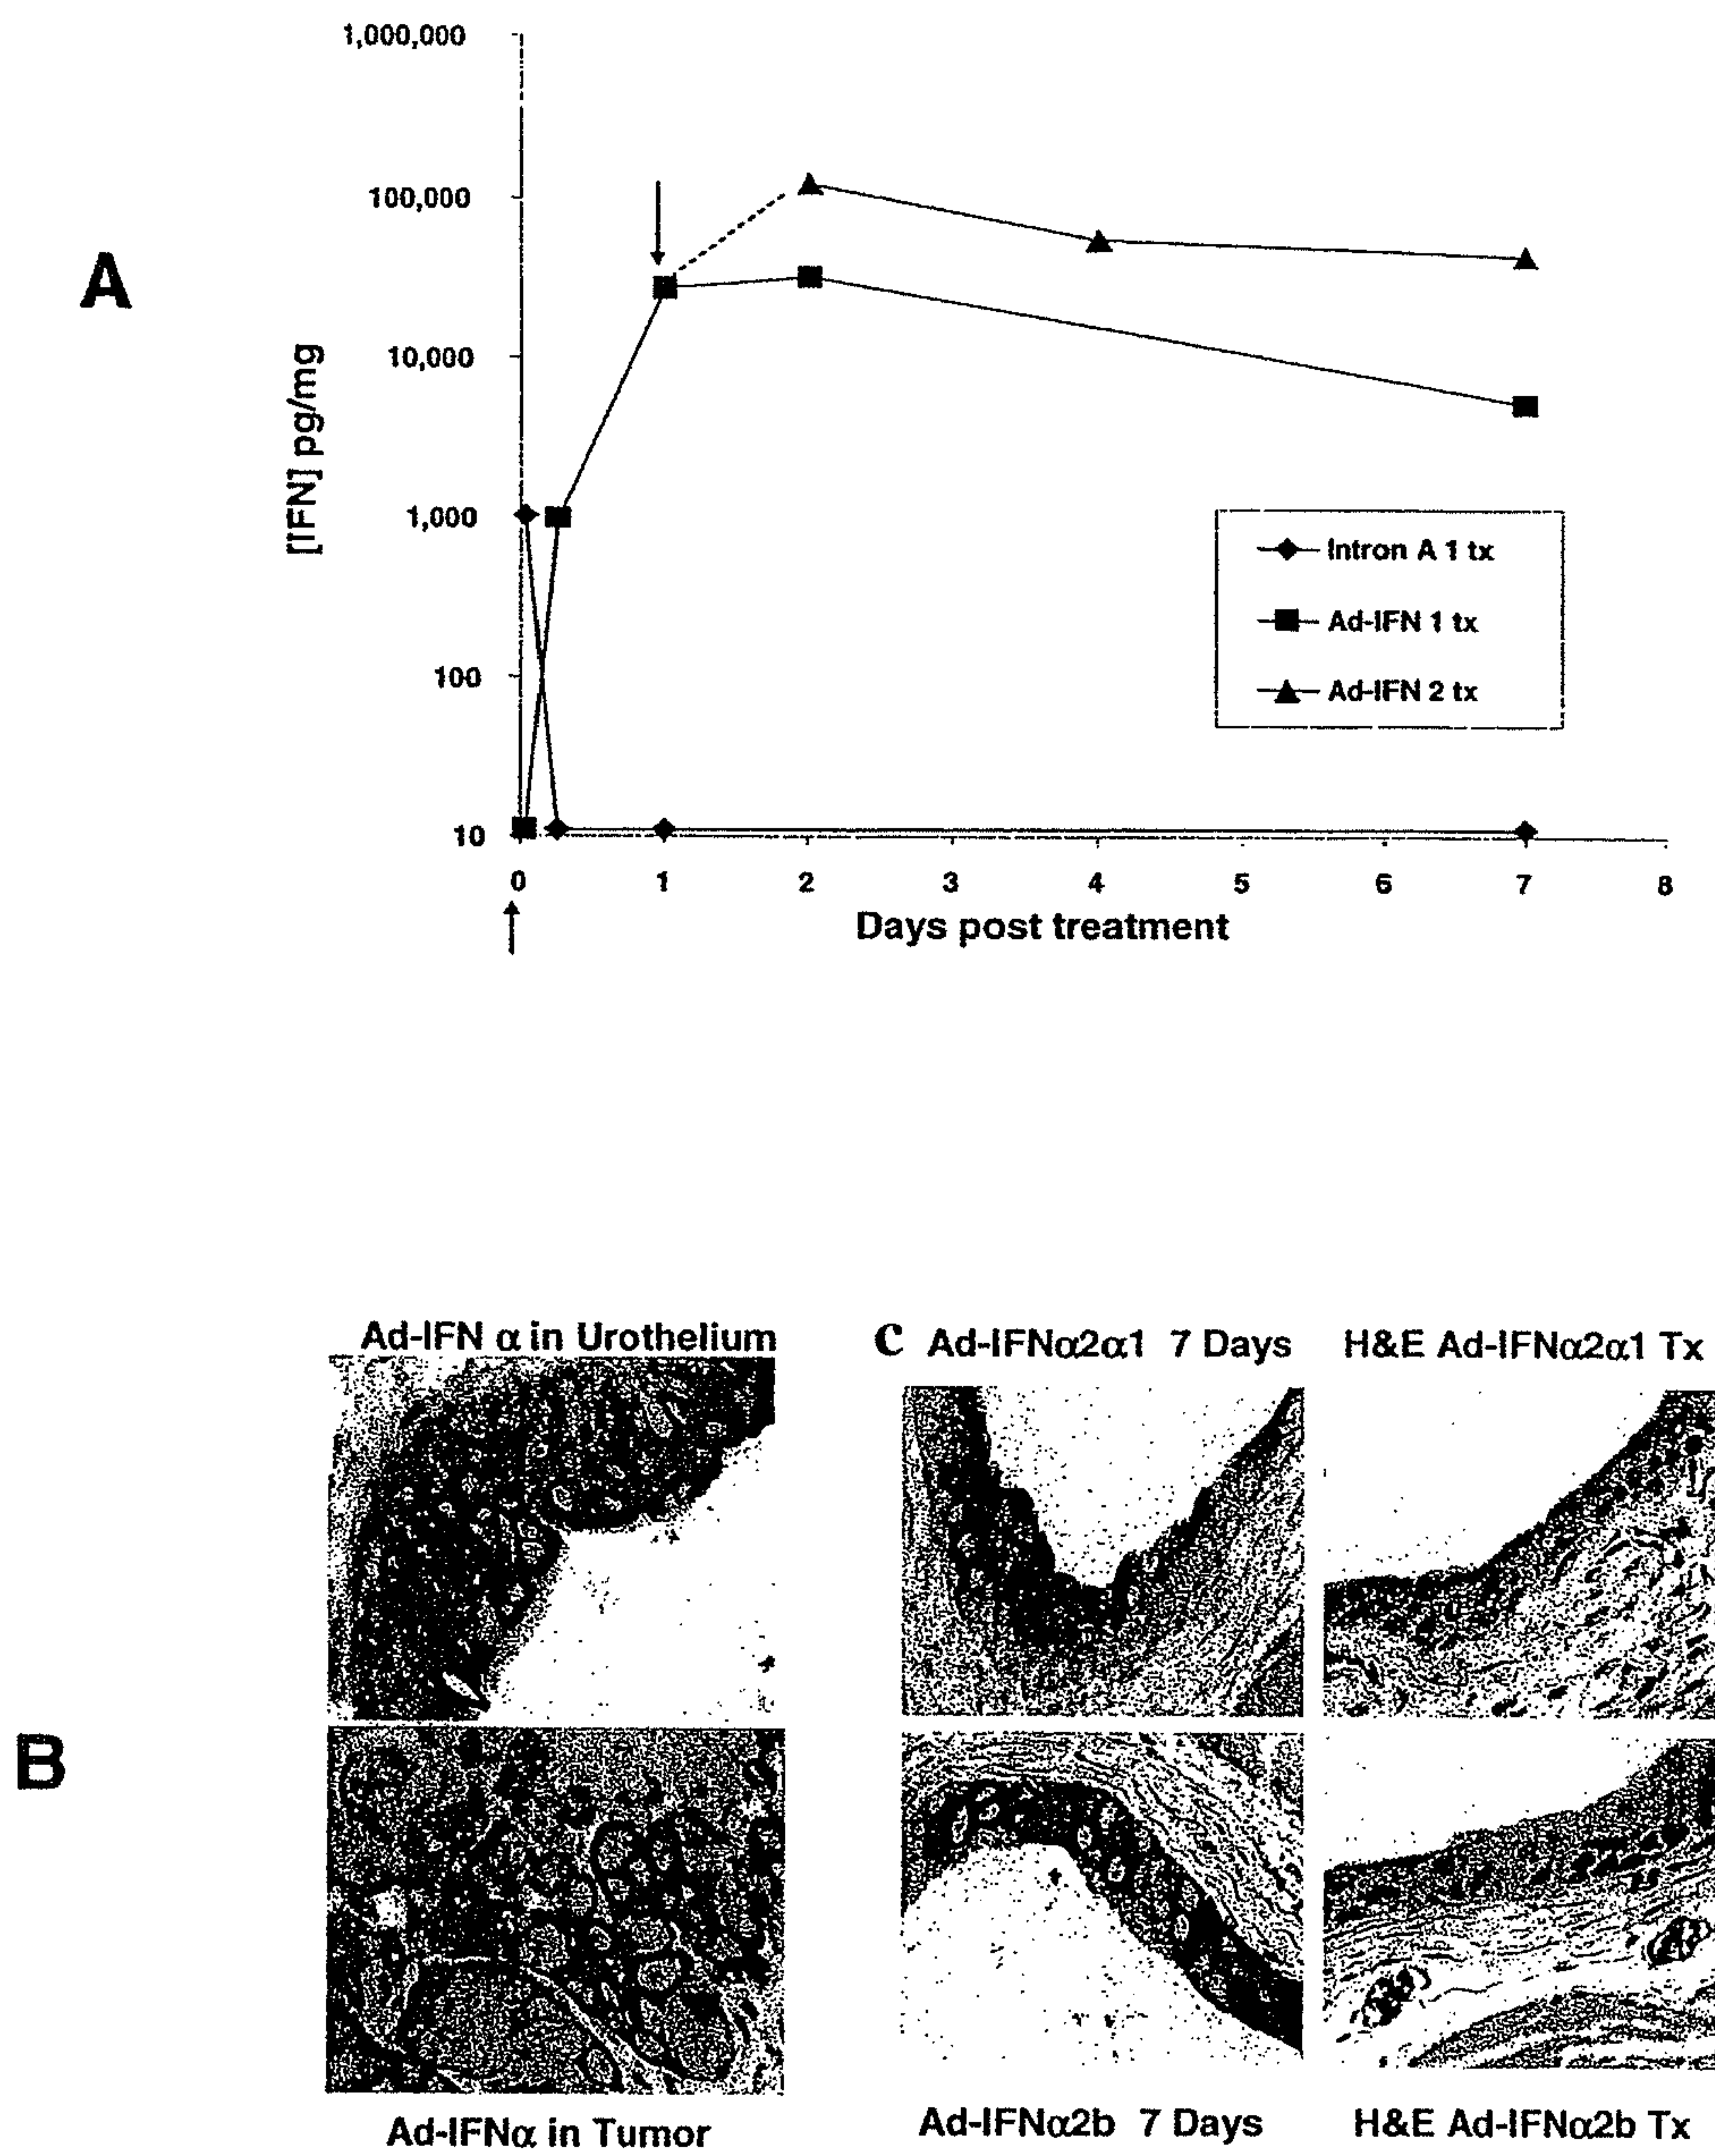 A
[IFN] pg/mg
1,000,000
100,000
10,000
1,000
100
10
0 1 2 3 4 5 6 7 8
Days post treatment
Intron A 1 tx
Ad-IFN 1 tx
Ad-IFN 2 tx
B
Ad-IFN α in Urothelium
Ad-IFNα in Tumor
C Ad-IFNα2α1 7 Days
H&E Ad-IFNα2α1 Tx
Ad-IFNα2b 7 Days
H&E Ad-IFNα2b Tx